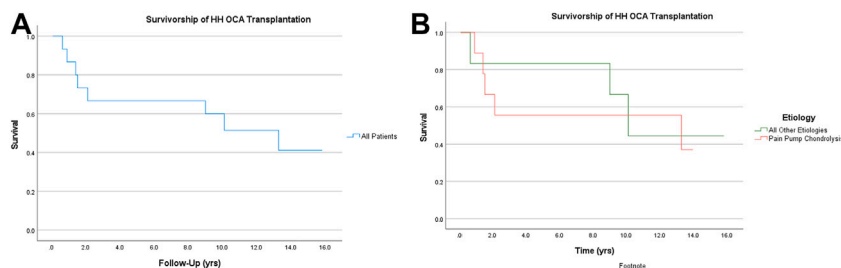 A
Survivorship of HH OCA Transplantation
1.0
0.8
0.6
0.4
0.2
0.0
Survival
.0 2.0 4.0 6.0 8.0 10.0 12.0 14.0 16.0
Follow-Up (yrs)
All Patients
B
Survivorship of HH OCA Transplantation
1.0
0.8
0.6
0.4
0.2
0.0
Survival
.0 2.0 4.0 6.0 8.0 10.0 12.0 14.0 16.0
Time (yrs)
Etiology
All Other Etiologies
Pain Pump Chondrolysis
Footnote